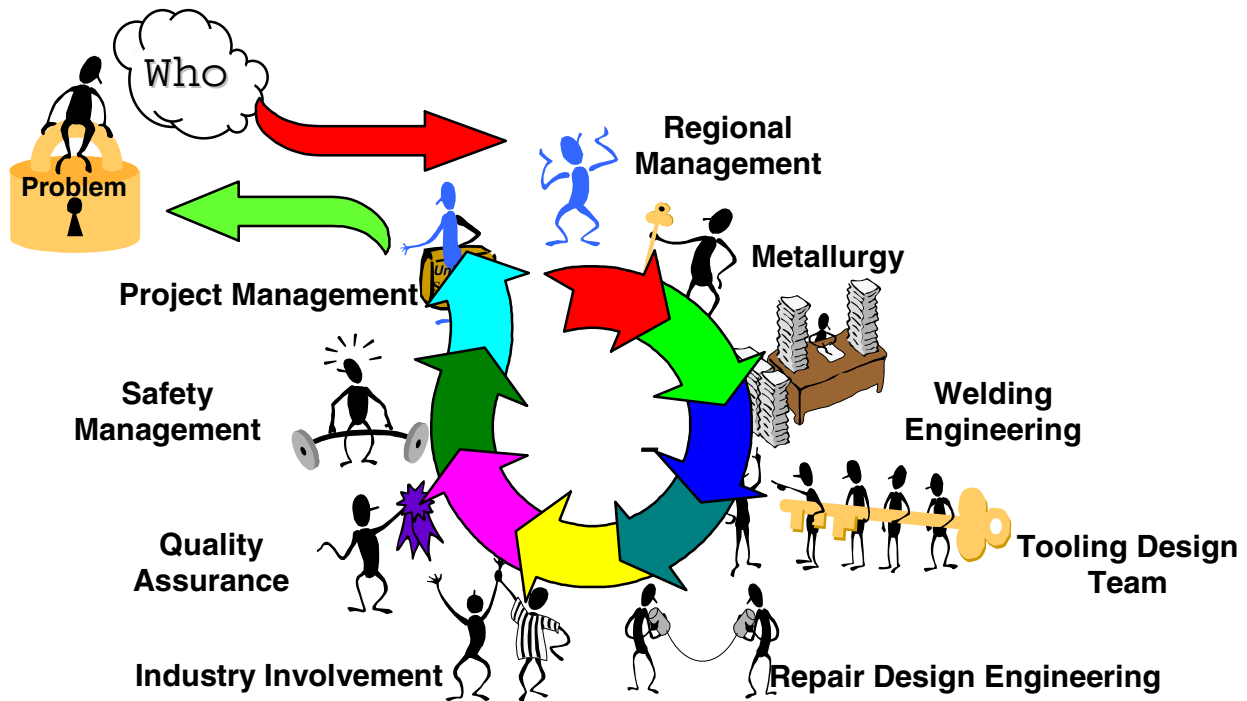 Who
Problem
Regional
Management
Metallurgy
Welding
Engineering
Tooling Design
Team
Repair Design Engineering
Industry Involvement
Quality
Assurance
Safety
Management
Project Management